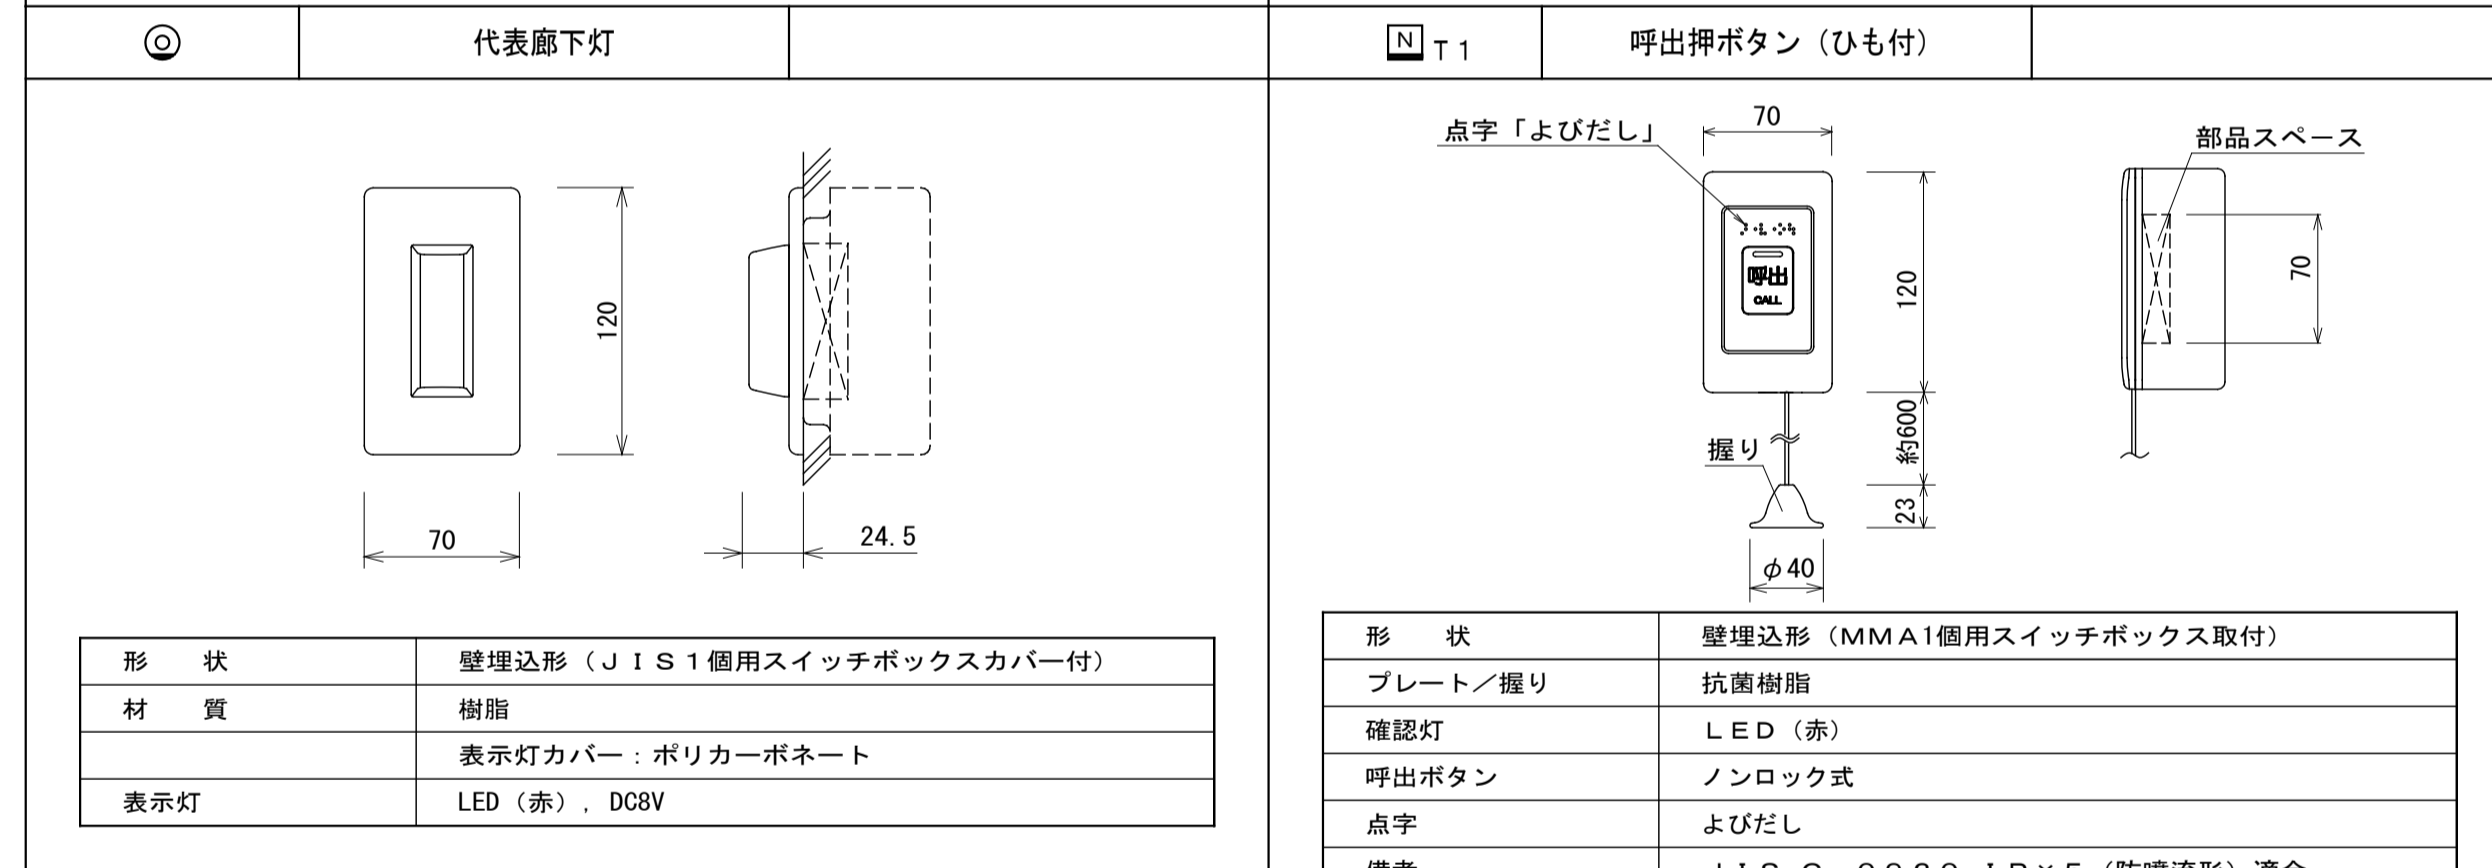 代表廊下灯
120
70
24.5
形 状 壁埋込形(JIS1個用スイッチボックスカバー付)
材 質 樹脂
表示灯カバー:ポリカーボネート
表示灯 LED(赤), DC8V
N T1 呼出押ボタン(ひも付)
点字「よびだし」
70
部品スペース
呼出
CALL
120
70
約600
握り
23
φ40
形 状 壁埋込形(MMA1個用スイッチボックス取付)
プレート/握り 抗菌樹脂
確認灯 LED(赤)
呼出ボタン ノンロック式
点字 よびだし